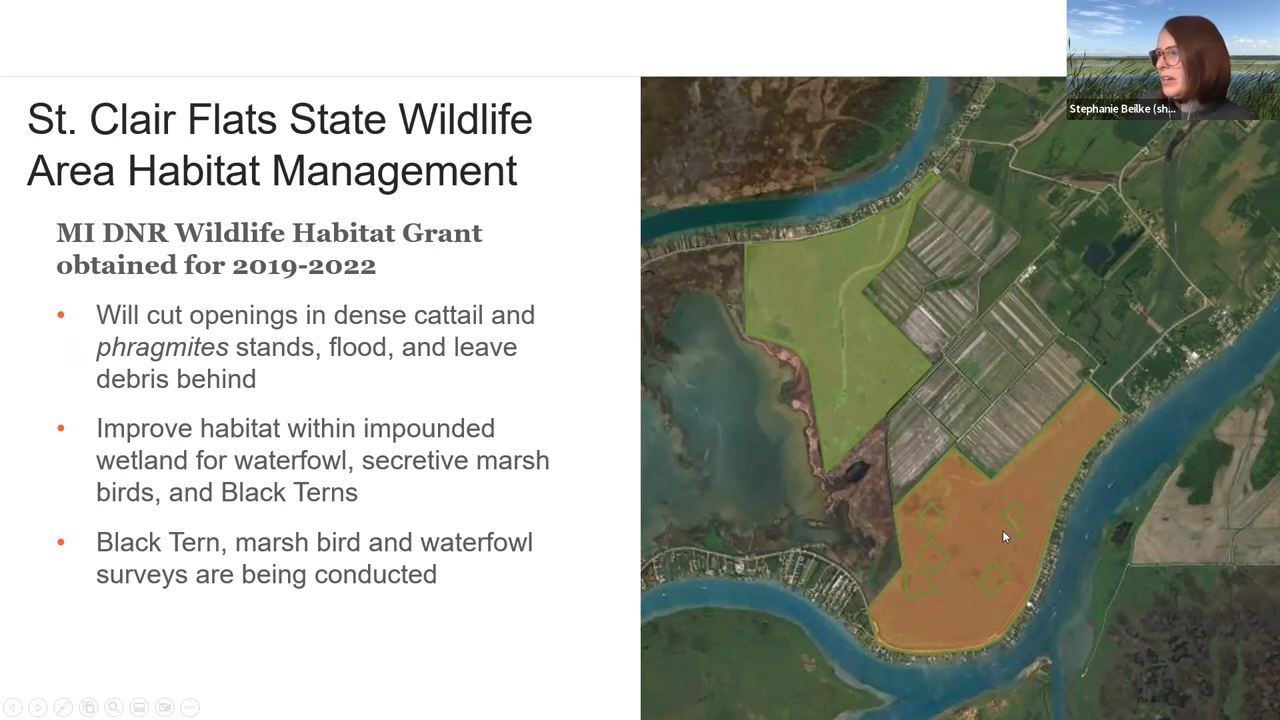 St. Clair Flats State Wildlife
Area Habitat Management
MI DNR Wildlife Habitat Grant
obtained for 2019-2022
• Will cut openings in dense cattail and
phragmites stands, flood, and leave
debris behind
• Improve habitat within impounded
wetland for waterfowl, secretive marsh
birds, and Black Terns
• Black Tern, marsh bird and waterfowl
surveys are being conducted
Stephanie Beilke (sh...